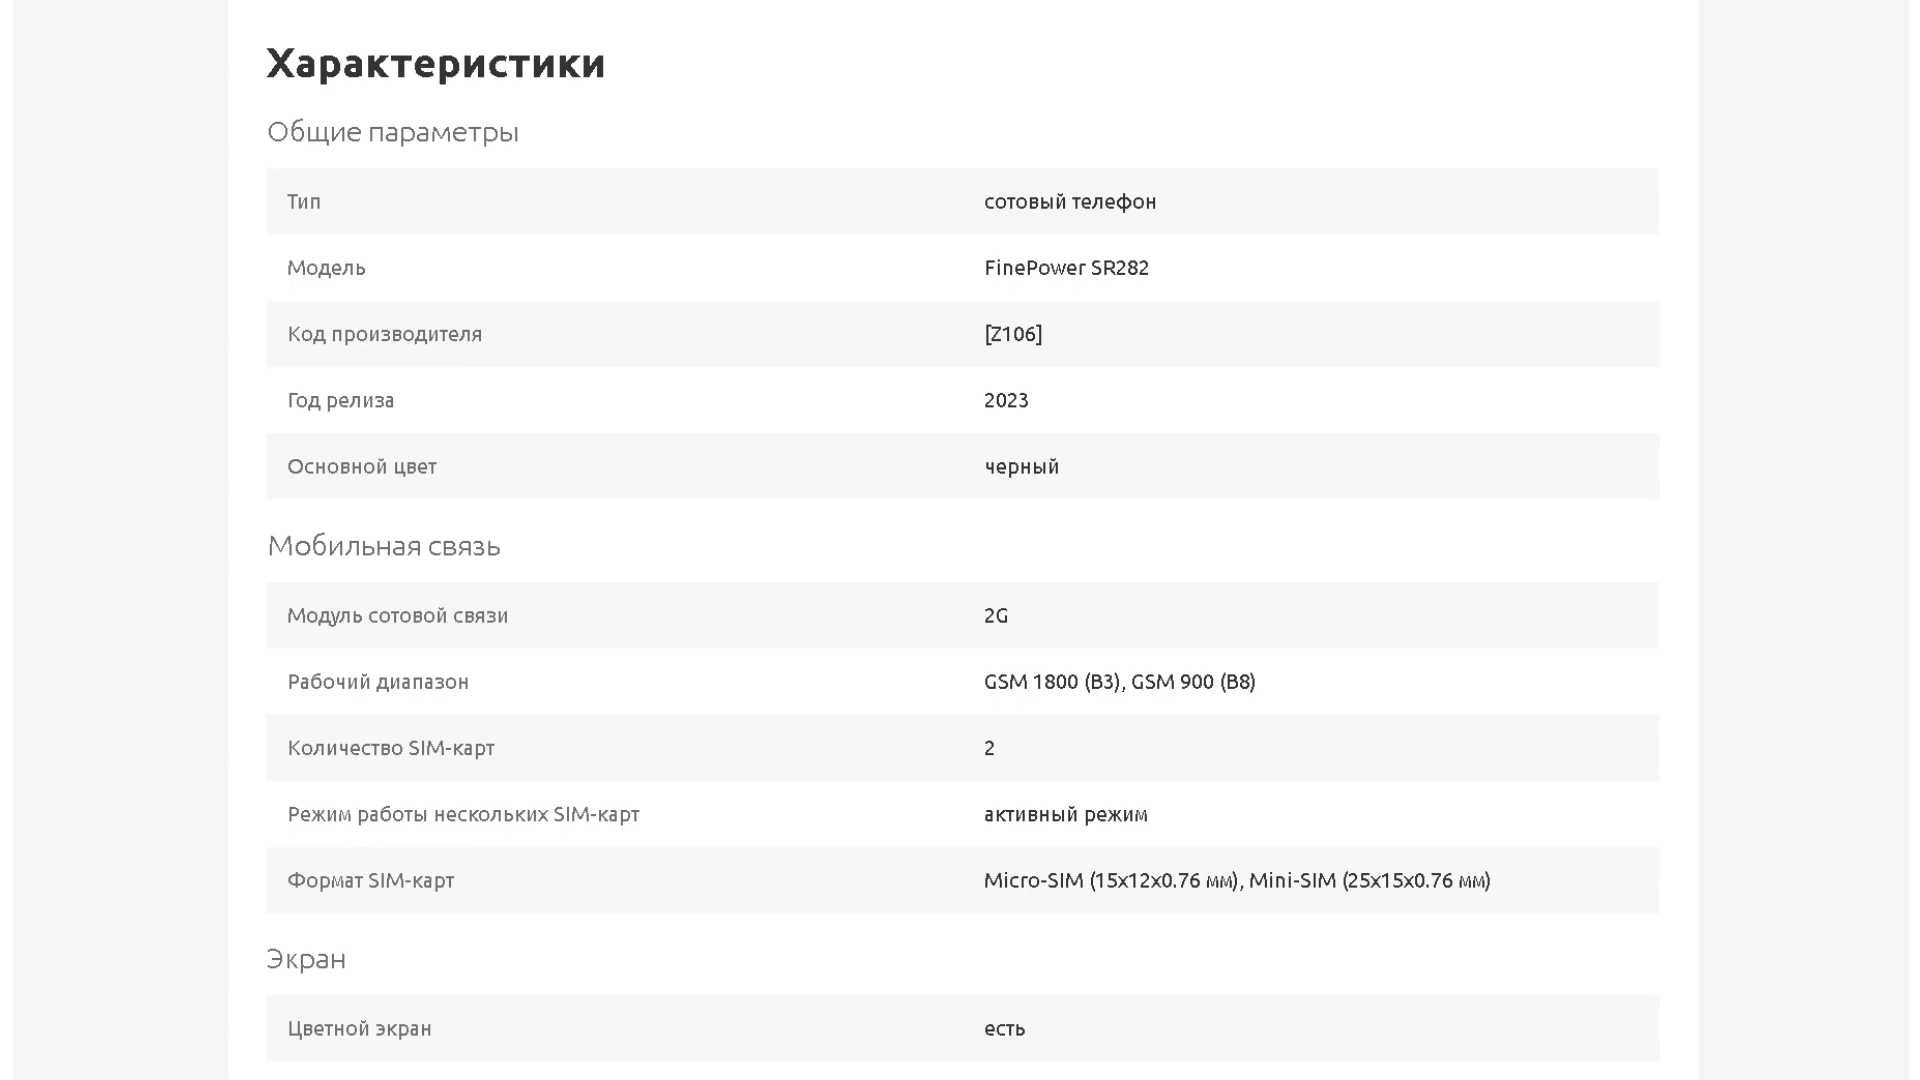 Характеристики
Общие параметры
Тип сотовый телефон
Модель FinePower SR282
Код производителя [Z106]
Год релиза 2023
Основной цвет черный
Мобильная связь
Модуль сотовой связи 2G
Рабочий диапазон GSM 1800 (B3), GSM 900 (B8)
Количество SIM-карт 2
Режим работы нескольких SIM-карт активный режим
Формат SIM-карт Micro-SIM (15x12x0.76 мм), Mini-SIM (25x15x0.76 мм)
Экран
Цветной экран есть